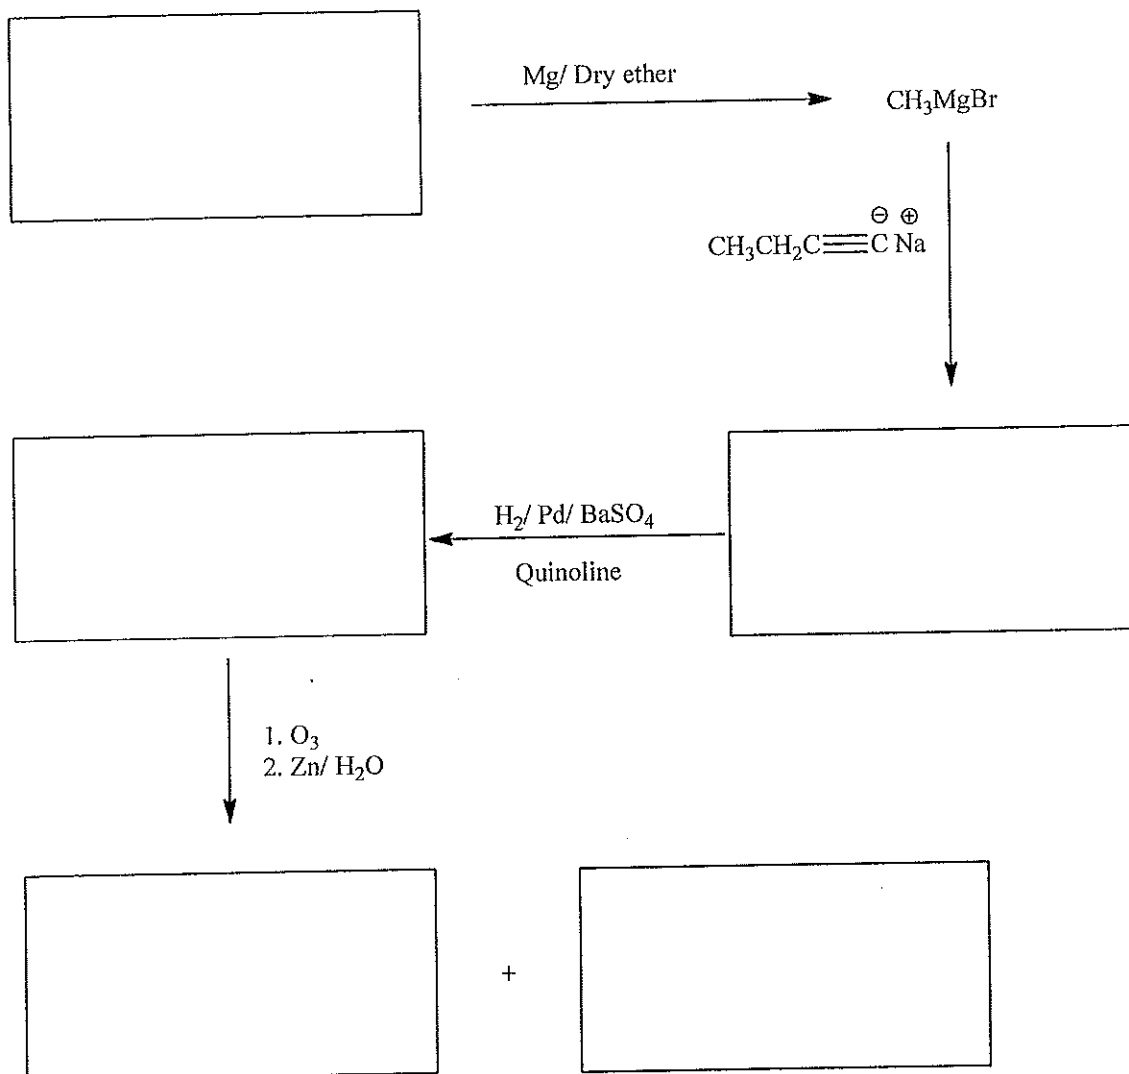 Mg/ Dry ether
CH₃MgBr
⊖ ⊕
CH₃CH₂C≡C Na
H₂/ Pd/ BaSO₄
Quinoline
1. O₃
2. Zn/ H₂O
+